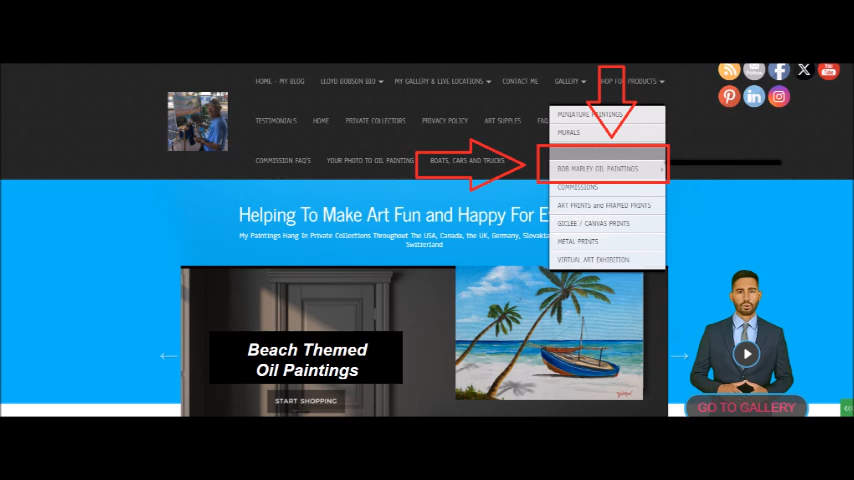 HOME - MY BLOG
LLOYD DOBSON BIO
MY GALLERY & LIVE LOCATIONS
CONTACT ME
GALLERY
SHOP FOR PRODUCTS
TESTIMONIALS
HOME
PRIVATE COLLECTORS
PRIVACY POLICY
ART SUPPLES
COMMISSION FAQ'S
YOUR PHOTO TO OIL PAINTING
BOATS, CARS AND TRUCKS
MINIATURE PAINTINGS
MURALS
BOB MARLEY OIL PAINTINGS
COMMISSIONS
ART PRINTS and FRAMED PRINTS
GICLEE / CANVAS PRINTS
METAL PRINTS
VIRTUAL ART EXHIBITION
Follow
You
Tube
Helping To Make Art Fun and Happy For
My Paintings Hang In Private Collections Throughout The USA, Canada, the UK, Germany, Slovakia
Switzerland
Beach Themed
Oil Paintings
START SHOPPING
GO TO GALLERY